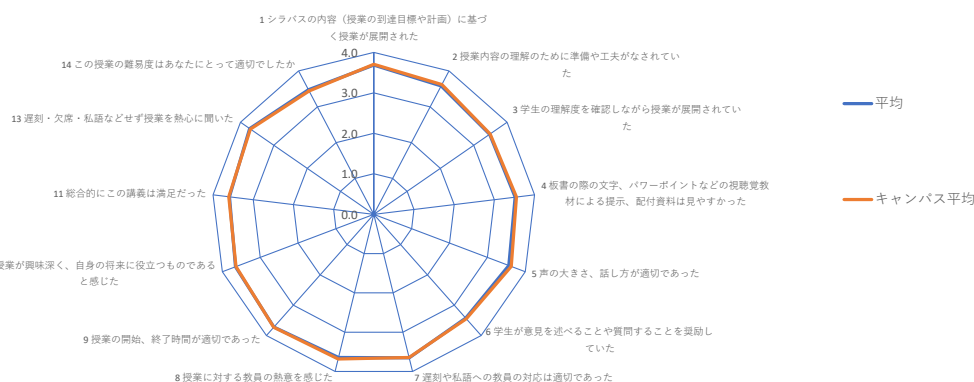 1 シラバスの内容（授業の到達目標や計画）に基づ
く授業が展開された
2 授業内容の理解のために準備や工夫がなされてい
た
3 学生の理解度を確認しながら授業が展開されてい
た
4 板書の際の文字、パワーポイントなどの視聴覚教
材による提示、配付資料は見やすかった
5 声の大きさ、話し方が適切であった
6 学生が意見を述べることや質問することを奨励し
ていた
7 遅刻や私語への教員の対応は適切であった
8 授業に対する教員の熱意を感じた
9 授業の開始、終了時間が適切であった
授業が興味深く、自身の将来に役立つものである
と感じた
11 総合的にこの講義は満足だった
13 遅刻・欠席・私語などせず授業を熱心に聞いた
14 この授業の難易度はあなたにとって適切でしたか
4.0
3.0
2.0
1.0
0.0
平均
キャンパス平均